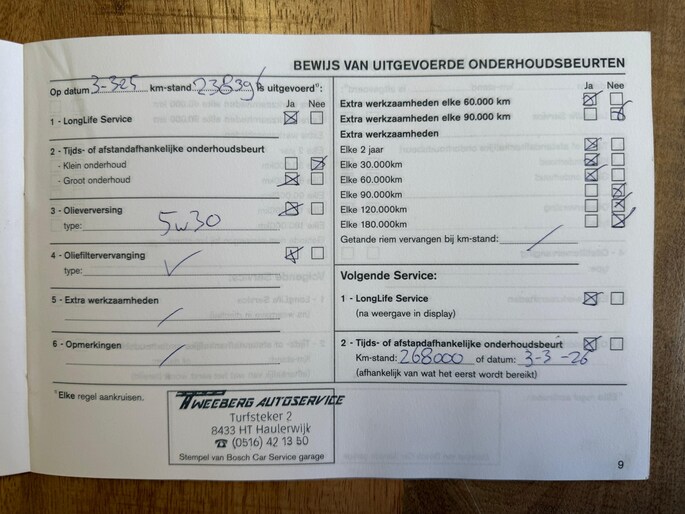 BEWIJS VAN UITGEVOERDE ONDERHOUDSBEURTEN
Op datum 3-325 km-stand 238396 is uitgevoerd*):
Ja Nee
1 - LongLife Service
2 - Tijds- of afstandafhankelijke onderhoudsbeurt
- Klein onderhoud
- Groot onderhoud
3 - Olieverversing
type: 5w30
4 - Oliefiltervervanging
type:
5 - Extra werkzaamheden
6 - Opmerkingen
*)Elke regel aankruisen.
Ja Nee
Extra werkzaamheden elke 60.000 km
Extra werkzaamheden elke 90.000 km
Extra werkzaamheden
Elke 2 jaar
Elke 30.000km
Elke 60.000km
Elke 90.000km
Elke 120.000km
Elke 180.000km
Getande riem vervangen bij km-stand:
Volgende Service:
1 - LongLife Service
(na weergave in display)
2 - Tijds- of afstandafhankelijke onderhoudsbeurt
Km-stand: 268000 of datum: 3-3-26
(afhankelijk van wat het eerst wordt bereikt)
TWEEBERG AUTOSERVICE
Turfsteker 2
8433 HT Haulerwijk
☎ (0516) 42 13 50
Stempel van Bosch Car Service garage
9